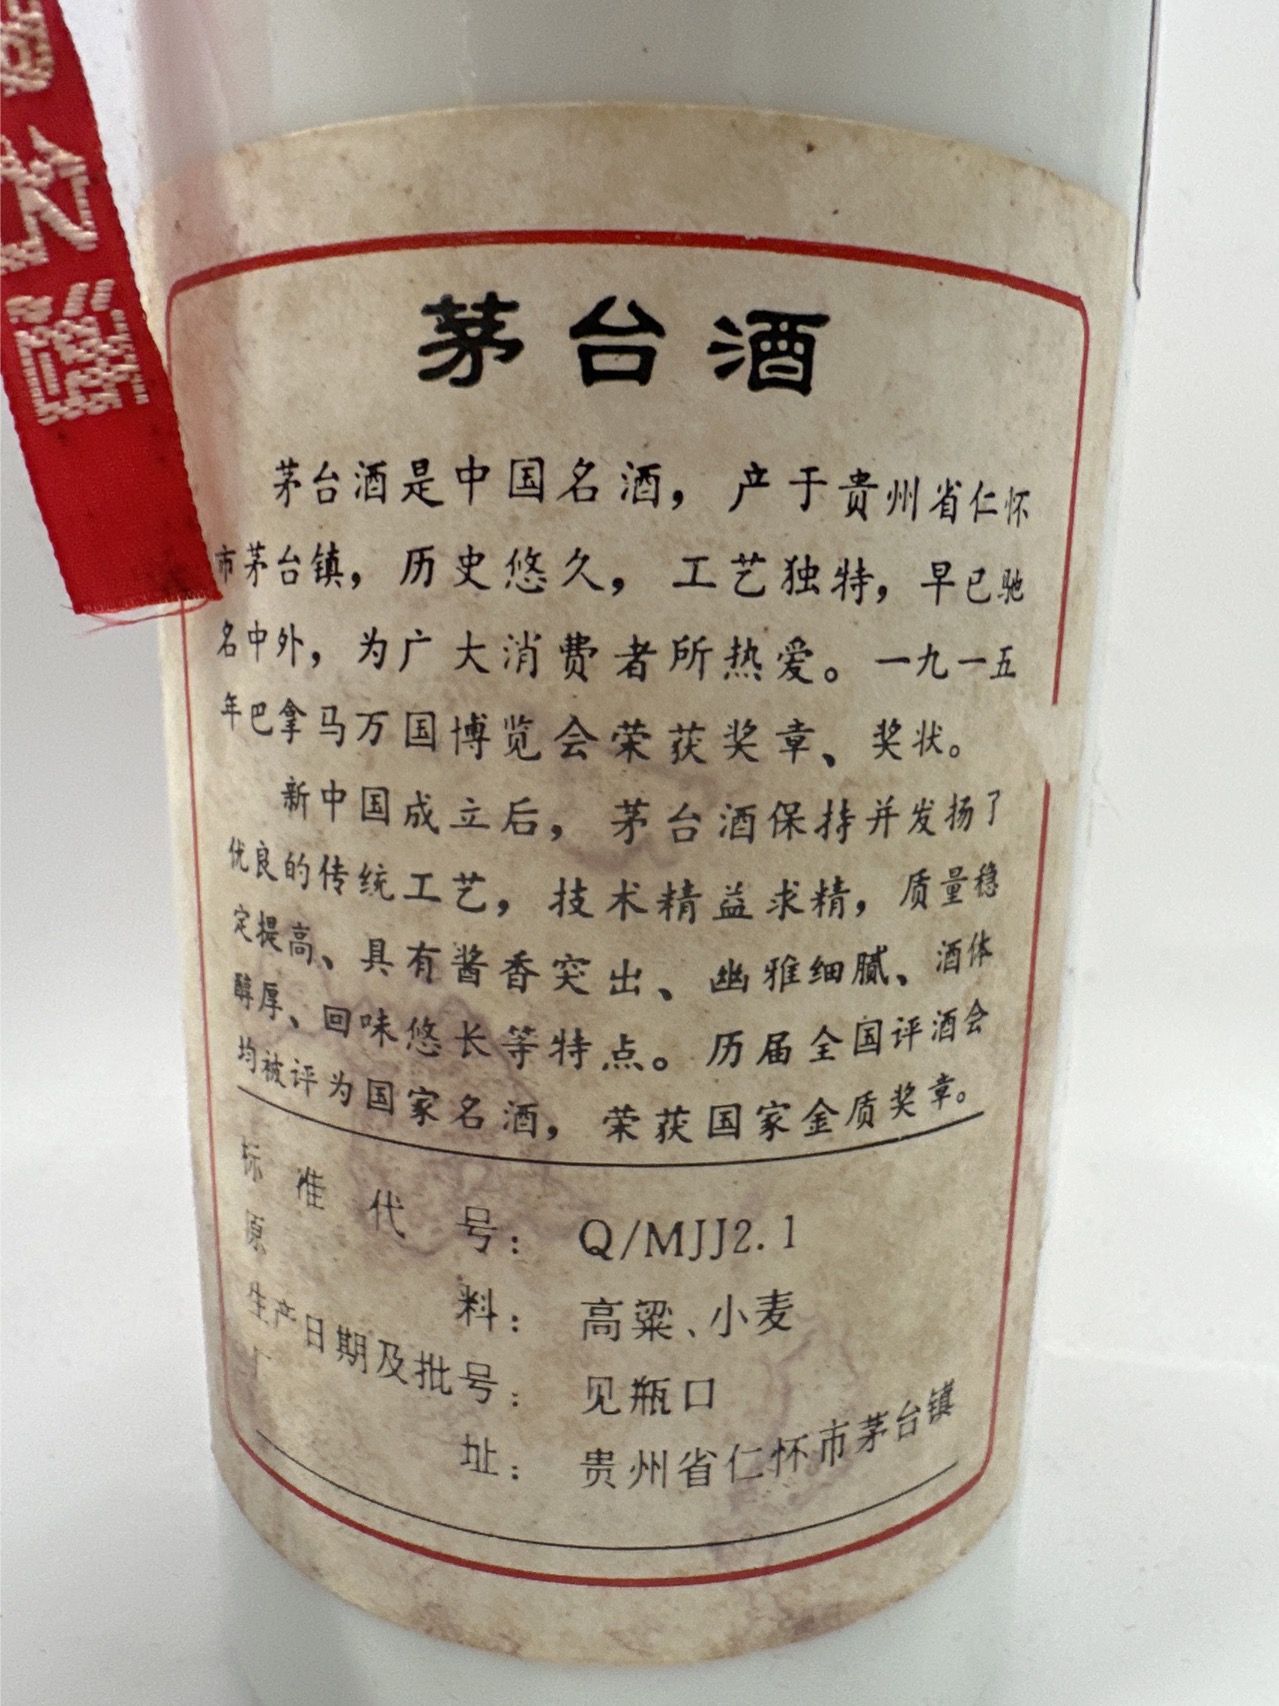 茅台酒
茅台酒是中国名酒，产于贵州省仁怀
市茅台镇，历史悠久，工艺独特，早已驰
名中外，为广大消费者所热爱。一九一五
年巴拿马万国博览会荣获奖章、奖状。
新中国成立后，茅台酒保持并发扬了
优良的传统工艺，技术精益求精，质量稳
定提高、具有酱香突出、幽雅细腻、酒体
醇厚、回味悠长等特点。历届全国评酒会
均被评为国家名酒，荣获国家金质奖章。
标准代号：Q/MJJ2.1
原料：高粱、小麦
生产日期及批号：见瓶口
厂址：贵州省仁怀市茅台镇